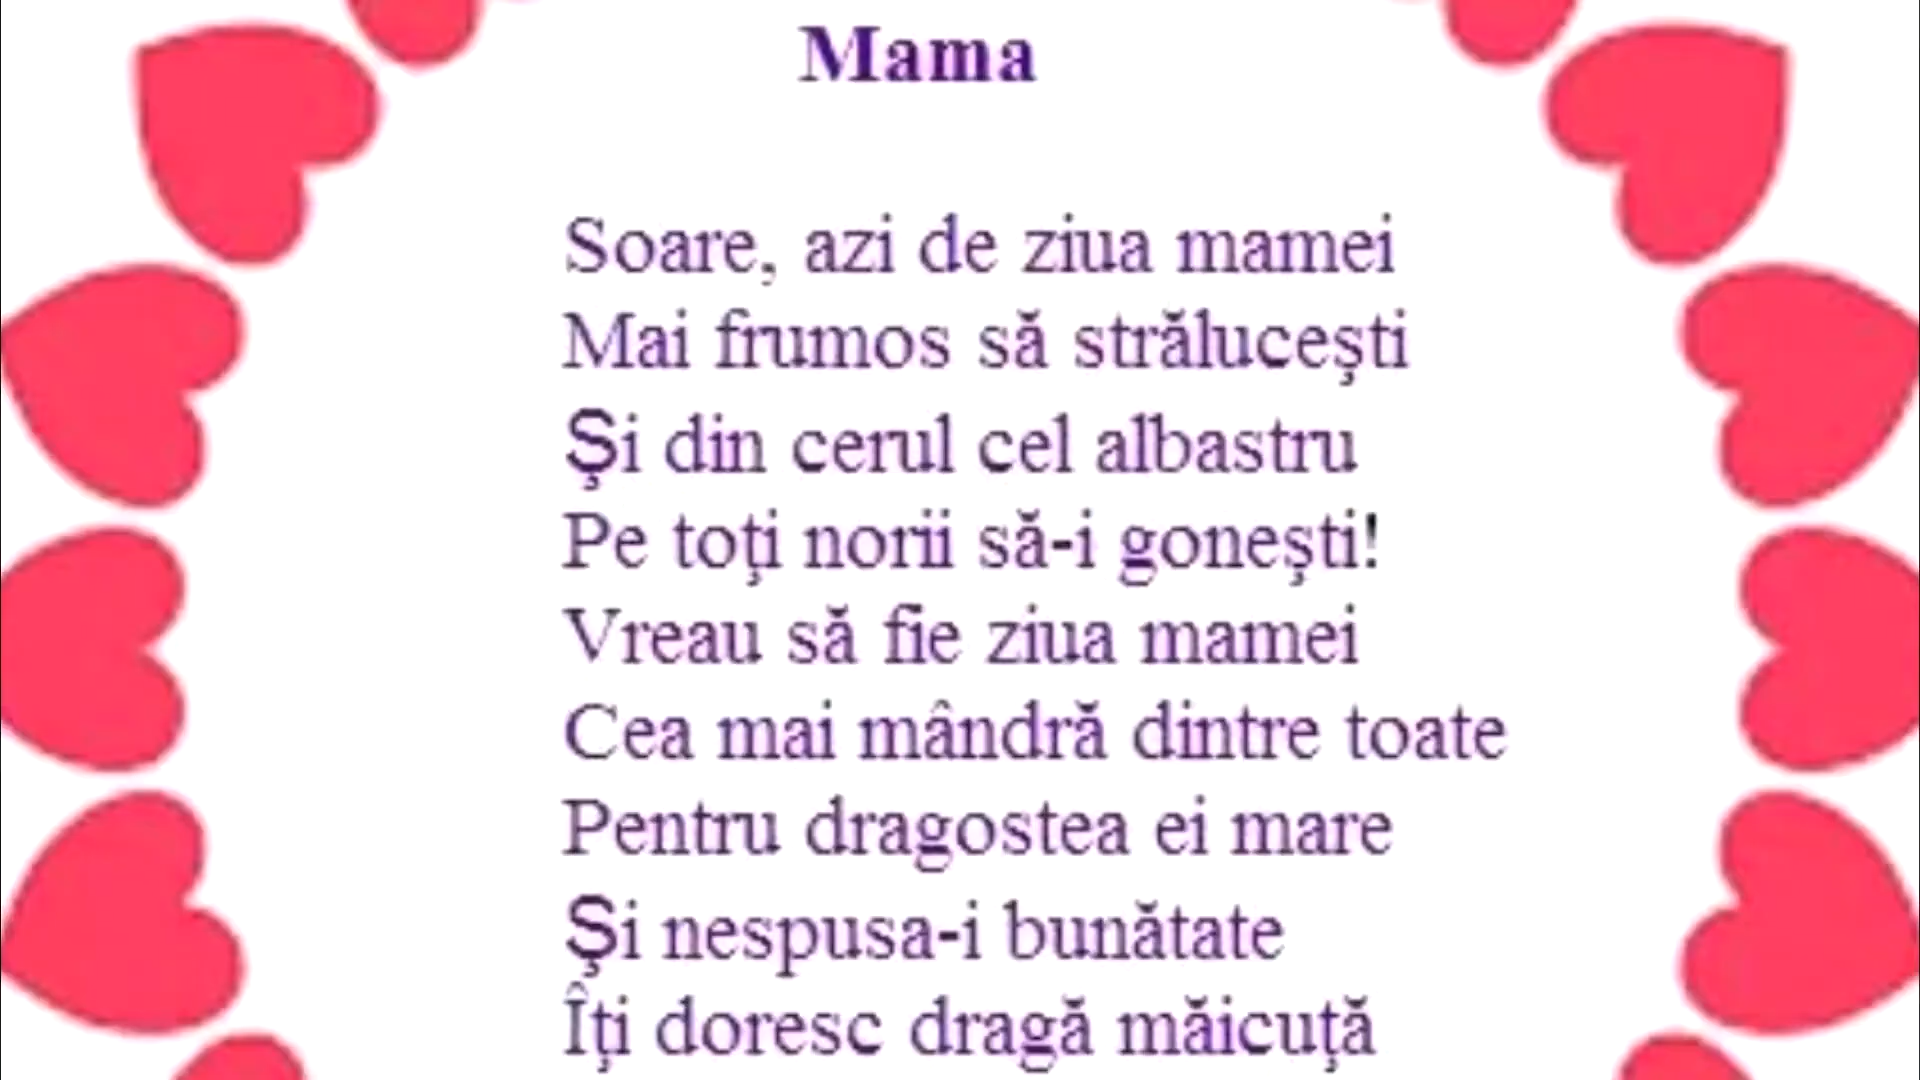 Mama
Soare, azi de ziua mamei
Mai frumos să strălucești
Și din cerul cel albastru
Pe toți norii să-i gonești!
Vreau să fie ziua mamei
Cea mai mândră dintre toate
Pentru dragostea ei mare
Și nespusa-i bunătate
Îți doresc dragă măicuță